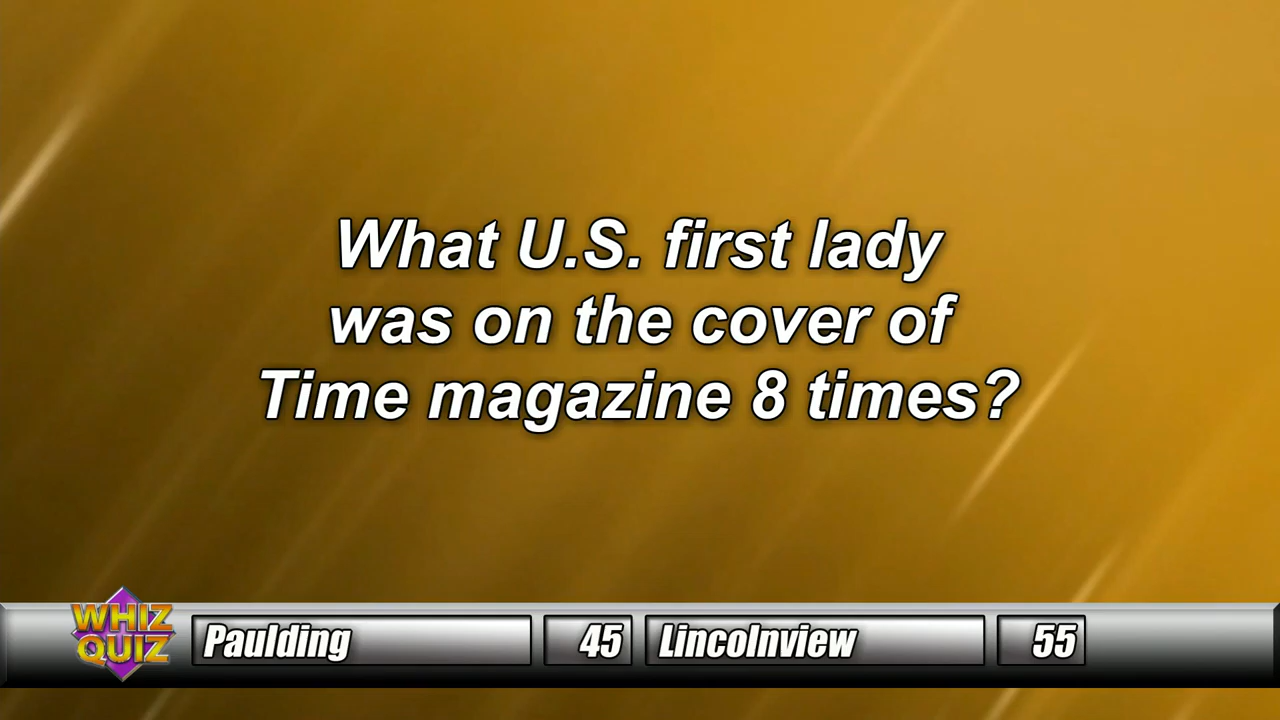 What U.S. first lady
was on the cover of
Time magazine 8 times?
WHIZ
QUIZ
Paulding 45 Lincolnview 55